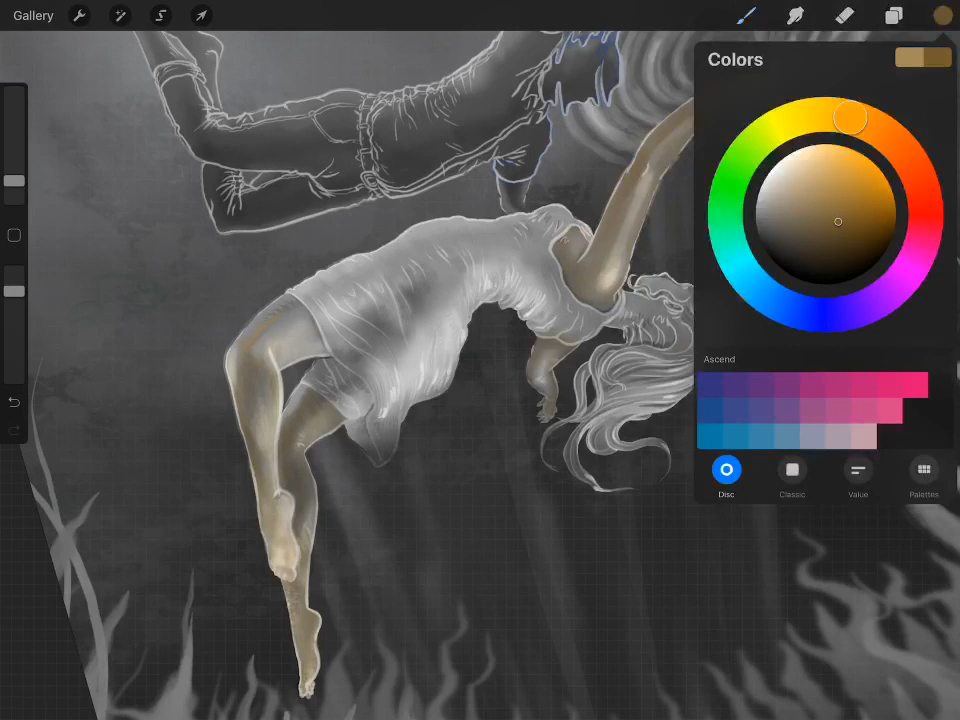 Gallery
Colors
Ascend
Disc
Classic
Value
Palettes